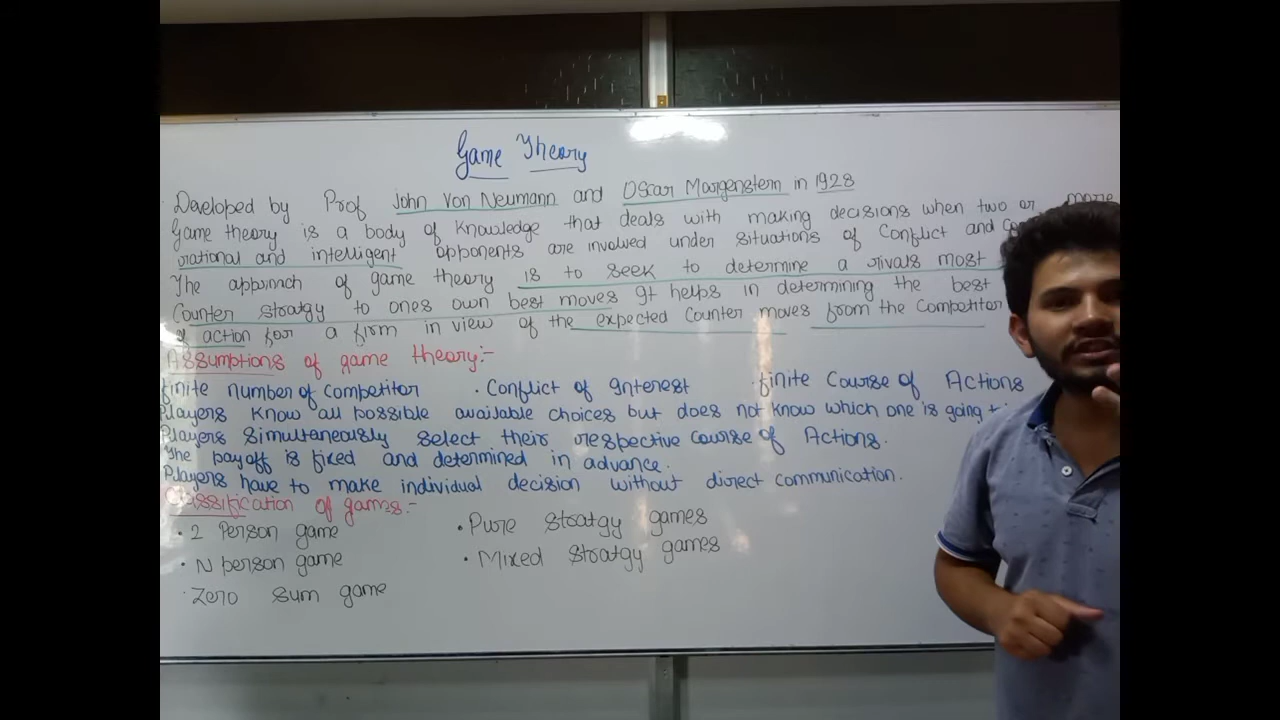 Game Theory
Developed by Prof John Von Neumann and Oscar Margenstern in 1928
Game theory is a body of knowledge that deals with making decisions when two or more
rational and intelligent opponents are involved under situations of Conflict and
The approach of game theory is to seek to determine a rivals most
Counter stratgy to ones own best moves It helps in determining the best
of action for a firm in view of the expected Counter moves from the Competitor
Assumptions of game theory:-
finite number of Competitor . Conflict of Interest . finite Course of Actions
Players know all possible available choices but does not know which one is going
Players simultaneously select their respective Course of Actions.
The payoff is fixed and determined in advance.
Players have to make individual decision without direct communication.
Classification of games:-
. 2 Person game . Pure stratgy games
. N person game . Mixed stratgy games
. Zero sum game